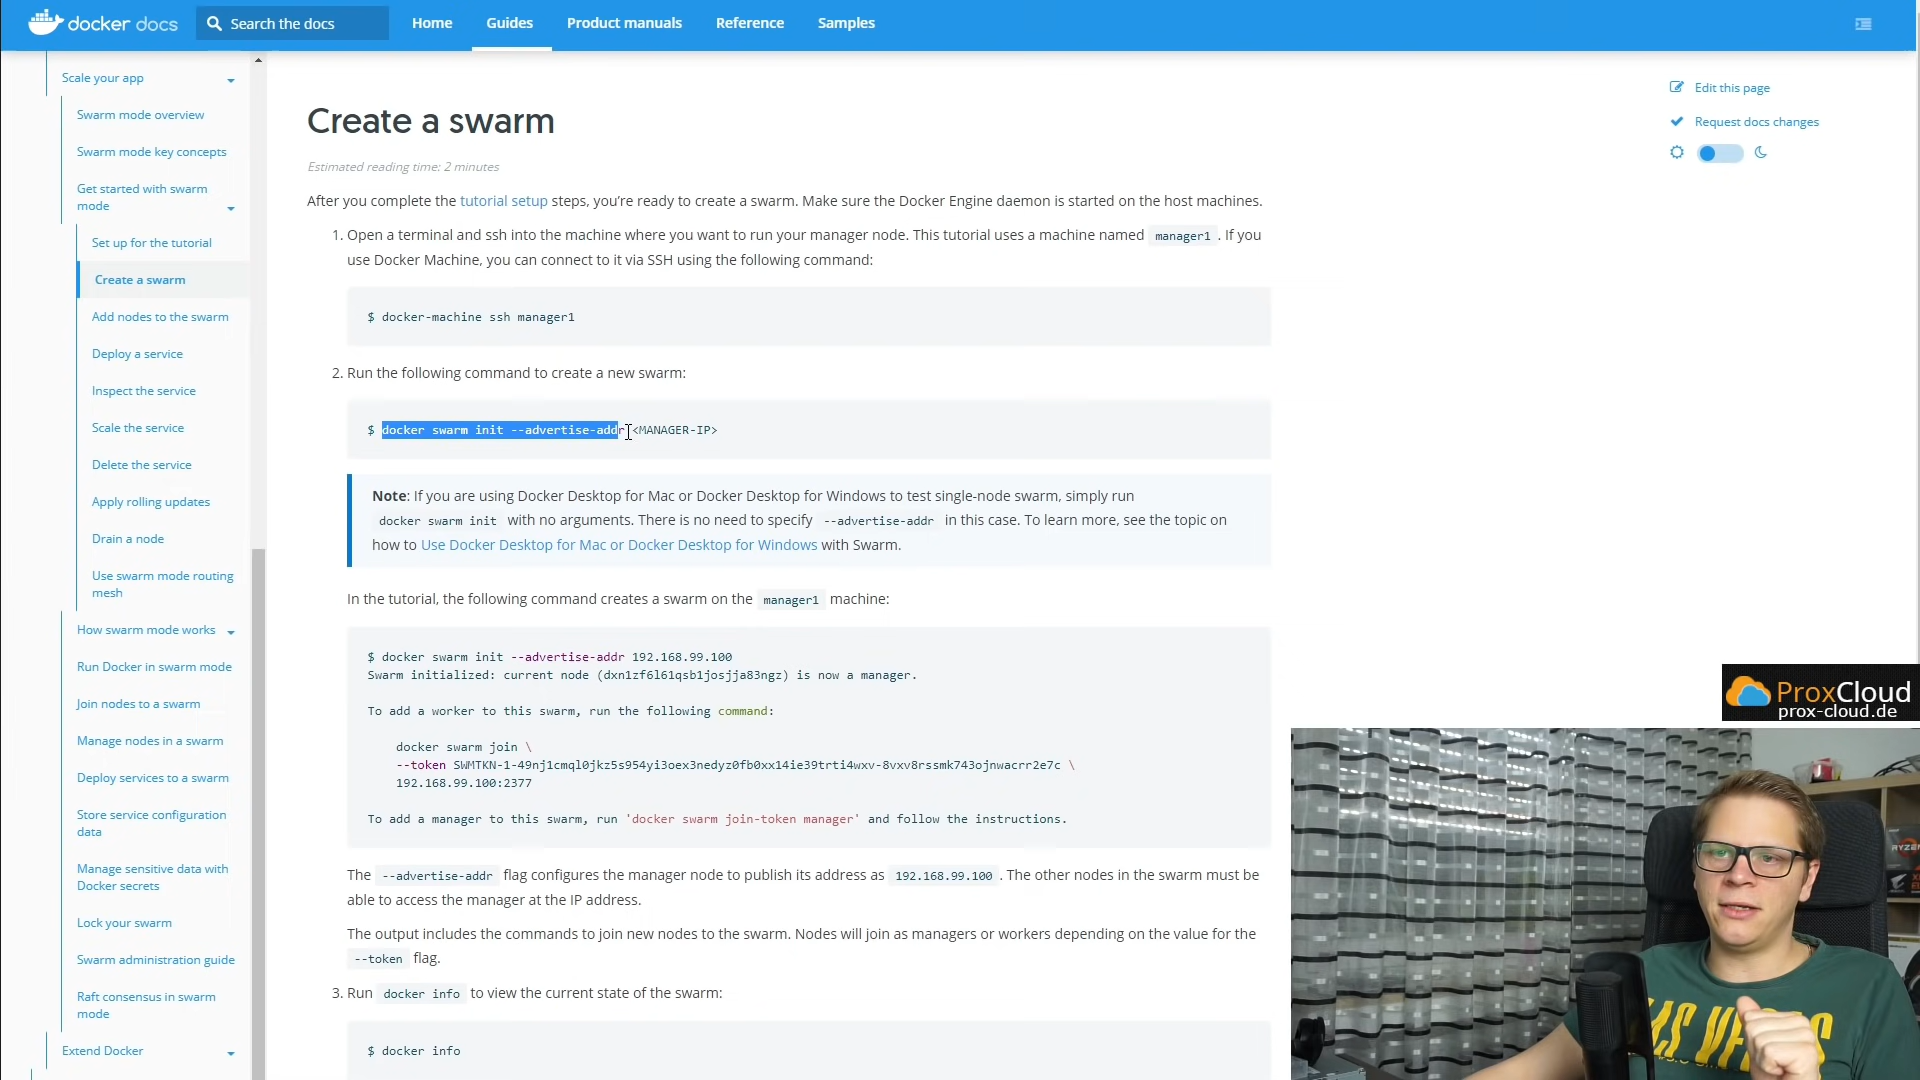 docker docs
Search the docs
Home
Guides
Product manuals
Reference
Samples
Scale your app
Swarm mode overview
Swarm mode key concepts
Get started with swarm
mode
Set up for the tutorial
Create a swarm
Add nodes to the swarm
Deploy a service
Inspect the service
Scale the service
Delete the service
Apply rolling updates
Drain a node
Use swarm mode routing
mesh
How swarm mode works
Run Docker in swarm mode
Join nodes to a swarm
Manage nodes in a swarm
Deploy services to a swarm
Store service configuration
data
Manage sensitive data with
Docker secrets
Lock your swarm
Swarm administration guide
Raft consensus in swarm
mode
Extend Docker
Create a swarm
Estimated reading time: 2 minutes
After you complete the tutorial setup steps, you're ready to create a swarm. Make sure the Docker Engine daemon is started on the host machines.
1. Open a terminal and ssh into the machine where you want to run your manager node. This tutorial uses a machine named manager1 . If you
use Docker Machine, you can connect to it via SSH using the following command:
$ docker-machine ssh manager1
2. Run the following command to create a new swarm:
$ docker swarm init --advertise-addr <MANAGER-IP>
Note: If you are using Docker Desktop for Mac or Docker Desktop for Windows to test single-node swarm, simply run
docker swarm init with no arguments. There is no need to specify --advertise-addr in this case. To learn more, see the topic on
how to Use Docker Desktop for Mac or Docker Desktop for Windows with Swarm.
In the tutorial, the following command creates a swarm on the manager1 machine:
$ docker swarm init --advertise-addr 192.168.99.100
Swarm initialized: current node (dxn1zf6l61qsb1josjja83ngz) is now a manager.
To add a worker to this swarm, run the following command:
docker swarm join \
--token SWMTKN-1-49nj1cmql0jkz5s954yi3oex3nedyz0fb0xx14ie39trti4wxv-8vxv8rssmk743ojnwacrr2e7c \
192.168.99.100:2377
To add a manager to this swarm, run 'docker swarm join-token manager' and follow the instructions.
The --advertise-addr flag configures the manager node to publish its address as 192.168.99.100 . The other nodes in the swarm must be
able to access the manager at the IP address.
The output includes the commands to join new nodes to the swarm. Nodes will join as managers or workers depending on the value for the
--token flag.
3. Run docker info to view the current state of the swarm:
$ docker info
Edit this page
Request docs changes
ProxCloud
prox-cloud.de
RYZE